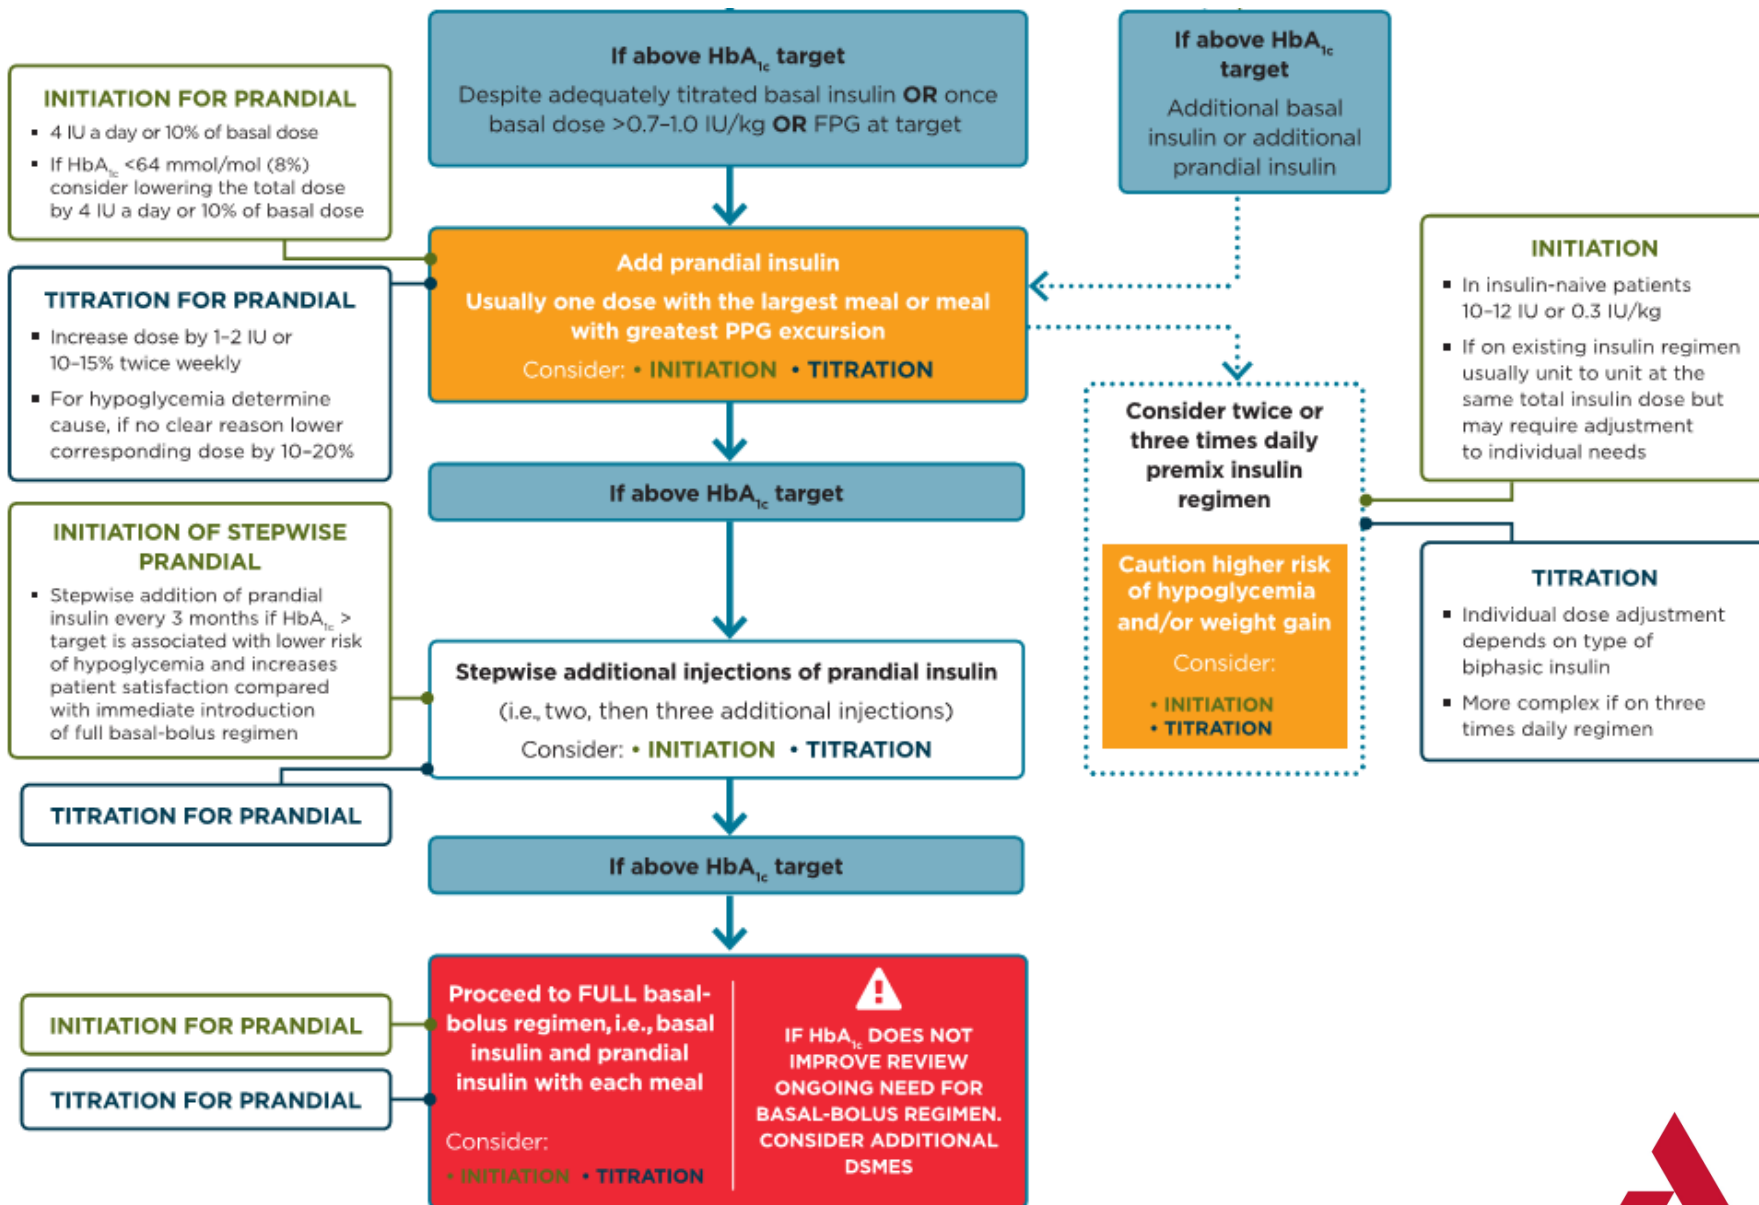 If above HbA1c target
Despite adequately titrated basal insulin OR once
basal dose >0.7–1.0 IU/kg OR FPG at target
If above HbA1c
target
Additional basal
insulin or additional
prandial insulin
INITIATION FOR PRANDIAL
▪ 4 IU a day or 10% of basal dose
▪ If HbA1c <64 mmol/mol (8%)
consider lowering the total dose
by 4 IU a day or 10% of basal dose
TITRATION FOR PRANDIAL
▪ Increase dose by 1–2 IU or
10–15% twice weekly
▪ For hypoglycemia determine
cause, if no clear reason lower
corresponding dose by 10–20%
Add prandial insulin
Usually one dose with the largest meal or meal
with greatest PPG excursion
Consider: • INITIATION • TITRATION
If above HbA1c target
INITIATION OF STEPWISE
PRANDIAL
▪ Stepwise addition of prandial
insulin every 3 months if HbA1c >
target is associated with lower risk
of hypoglycemia and increases
patient satisfaction compared
with immediate introduction
of full basal-bolus regimen
TITRATION FOR PRANDIAL
Stepwise additional injections of prandial insulin
(i.e., two, then three additional injections)
Consider: • INITIATION • TITRATION
If above HbA1c target
INITIATION FOR PRANDIAL
TITRATION FOR PRANDIAL
Proceed to FULL basal-
bolus regimen, i.e., basal
insulin and prandial
insulin with each meal
Consider:
• INITIATION • TITRATION
IF HbA1c DOES NOT
IMPROVE REVIEW
ONGOING NEED FOR
BASAL-BOLUS REGIMEN.
CONSIDER ADDITIONAL
DSMES
Consider twice or
three times daily
premix insulin
regimen
Caution higher risk
of hypoglycemia
and/or weight gain
Consider:
• INITIATION
• TITRATION
INITIATION
▪ In insulin-naive patients
10–12 IU or 0.3 IU/kg
▪ If on existing insulin regimen
usually unit to unit at the
same total insulin dose but
may require adjustment
to individual needs
TITRATION
▪ Individual dose adjustment
depends on type of
biphasic insulin
▪ More complex if on three
times daily regimen